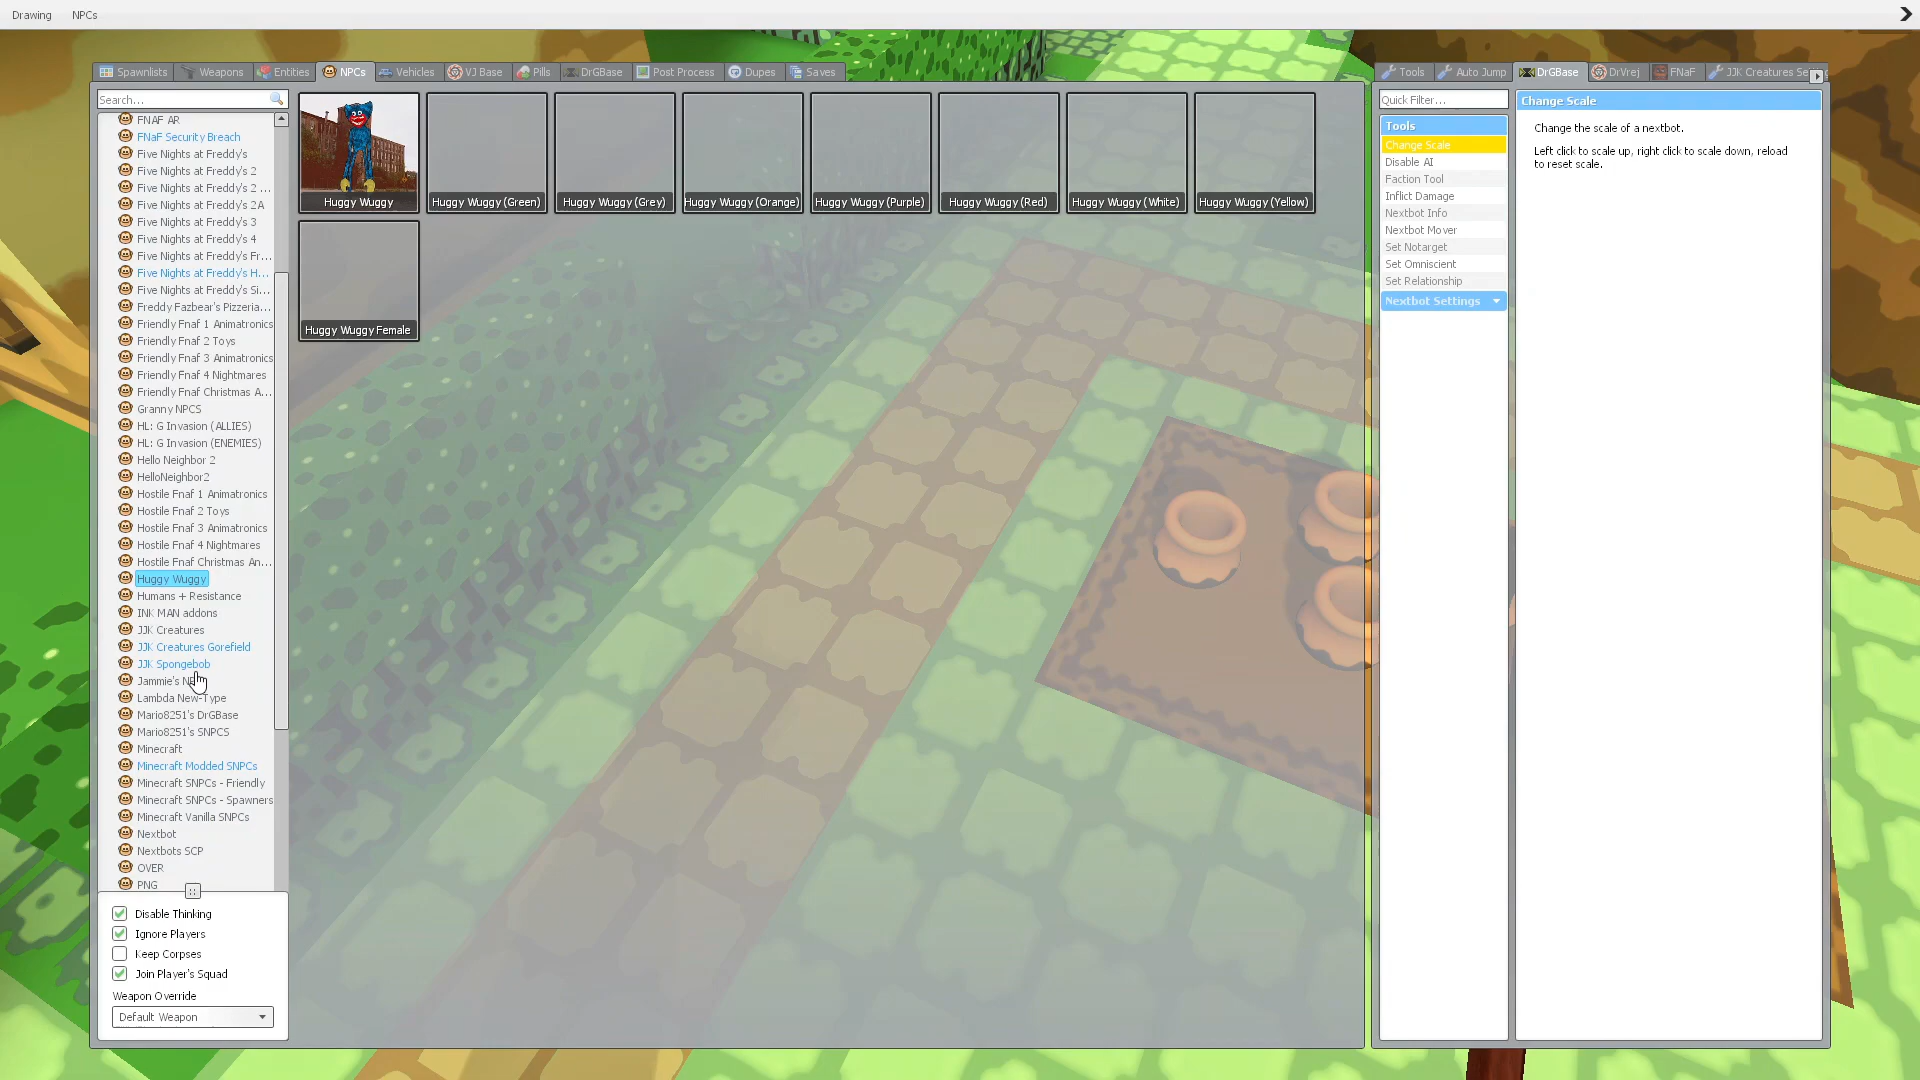 Drawing NPCs
Spawnlists Weapons Entities NPCs Vehicles VJ Base Pills DrGBase Post Process Dupes Saves
Tools Auto Jump DrGBase DrVrej FNaF JJK Creatures Se
Search...
FNAF AR
FNaF Security Breach
Five Nights at Freddy's
Five Nights at Freddy's 2
Five Nights at Freddy's 2 ...
Five Nights at Freddy's 2A
Five Nights at Freddy's 3
Five Nights at Freddy's 4
Five Nights at Freddy's Fr...
Five Nights at Freddy's H...
Five Nights at Freddy's Si...
Freddy Fazbear's Pizzeria...
Friendly Fnaf 1 Animatronics
Friendly Fnaf 2 Toys
Friendly Fnaf 3 Animatronics
Friendly Fnaf 4 Nightmares
Friendly Fnaf Christmas A...
Granny NPCS
HL: G Invasion (ALLIES)
HL: G Invasion (ENEMIES)
Hello Neighbor 2
HelloNeighbor2
Hostile Fnaf 1 Animatronics
Hostile Fnaf 2 Toys
Hostile Fnaf 3 Animatronics
Hostile Fnaf 4 Nightmares
Hostile Fnaf Christmas An...
Huggy Wuggy
Humans + Resistance
INK MAN addons
JJK Creatures
JJK Creatures Gorefield
JJK Spongebob
Jammie's
Lambda New-Type
Mario8251's DrGBase
Mario8251's SNPCS
Minecraft
Minecraft Modded SNPCs
Minecraft SNPCs - Friendly
Minecraft SNPCs - Spawners
Minecraft Vanilla SNPCs
Nextbot
Nextbots SCP
OVER
PNG
Disable Thinking
Ignore Players
Keep Corpses
Join Player's Squad
Weapon Override
Default Weapon
Huggy Wuggy
Huggy Wuggy (Green)
Huggy Wuggy (Grey)
Huggy Wuggy (Orange)
Huggy Wuggy (Purple)
Huggy Wuggy (Red)
Huggy Wuggy (White)
Huggy Wuggy (Yellow)
Huggy Wuggy Female
Quick Filter...
Tools
Change Scale
Disable AI
Faction Tool
Inflict Damage
Nextbot Info
Nextbot Mover
Set Notarget
Set Omniscient
Set Relationship
Nextbot Settings
Change Scale
Change the scale of a nextbot.
Left click to scale up, right click to scale down, reload
to reset scale.